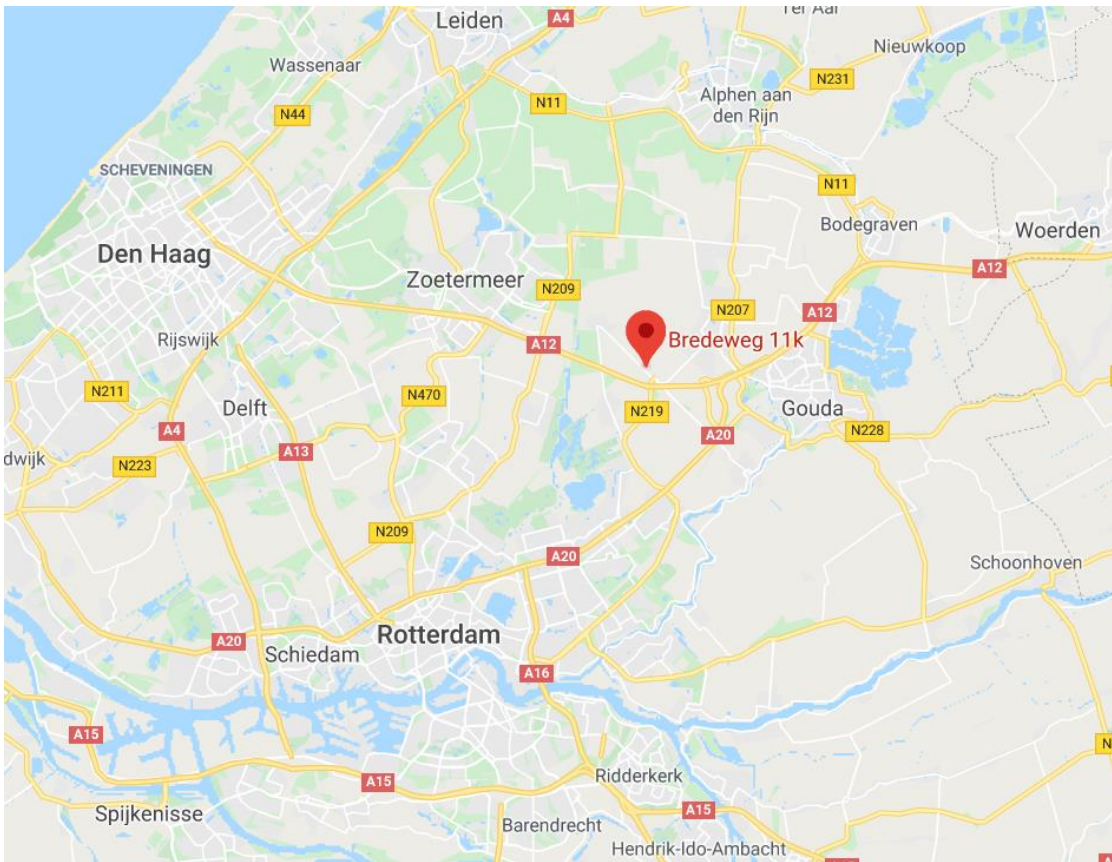 Leiden
A4
Ter Aar
Nieuwkoop
Wassenaar
N231
N11
Alphen aan
den Rijn
N44
SCHEVENINGEN
N11
Bodegraven
Woerden
Den Haag
A12
Zoetermeer
N209
N207
A12
Rijswijk
A12
Bredeweg 11k
N211
N470
Delft
N219
Gouda
A4
A20
N228
A13
dwijk
N223
N209
A20
Schoonhoven
Rotterdam
A20
Schiedam
A16
A15
N
Ridderkerk
A15
Spijkenisse
A15
Barendrecht
Hendrik-Ido-Ambacht